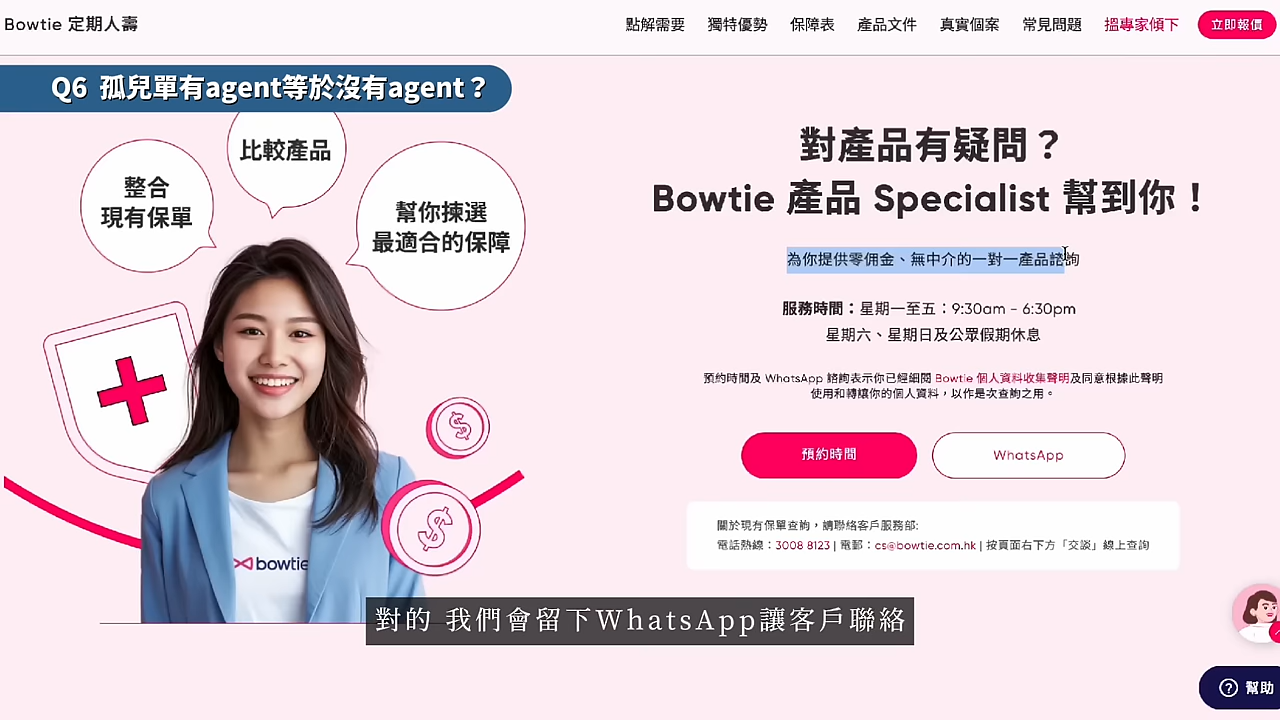 Bowtie 定期人壽
點解需要 獨特優勢 保障表 產品文件 真實個案 常見問題 搵專家傾下 立即報價
Q6 孤兒單有agent等於沒有agent？
比較產品
整合
現有保單
幫你揀選
最適合的保障
bowtie
對產品有疑問？
Bowtie 產品 Specialist 幫到你！
為你提供零佣金、無中介的一對一產品諮詢
服務時間：星期一至五：9:30am - 6:30pm
星期六、星期日及公眾假期休息
預約時間及 WhatsApp 諮詢表示你已經細閱 Bowtie 個人資料收集聲明及同意根據此聲明
使用和轉讓你的個人資料，以作是次查詢之用。
預約時間 WhatsApp
關於現有保單查詢，請聯絡客戶服務部:
電話熱線：3008 8123 | 電郵：cs@bowtie.com.hk | 按頁面右下方「交談」線上查詢
對的 我們會留下WhatsApp讓客戶聯絡
幫助